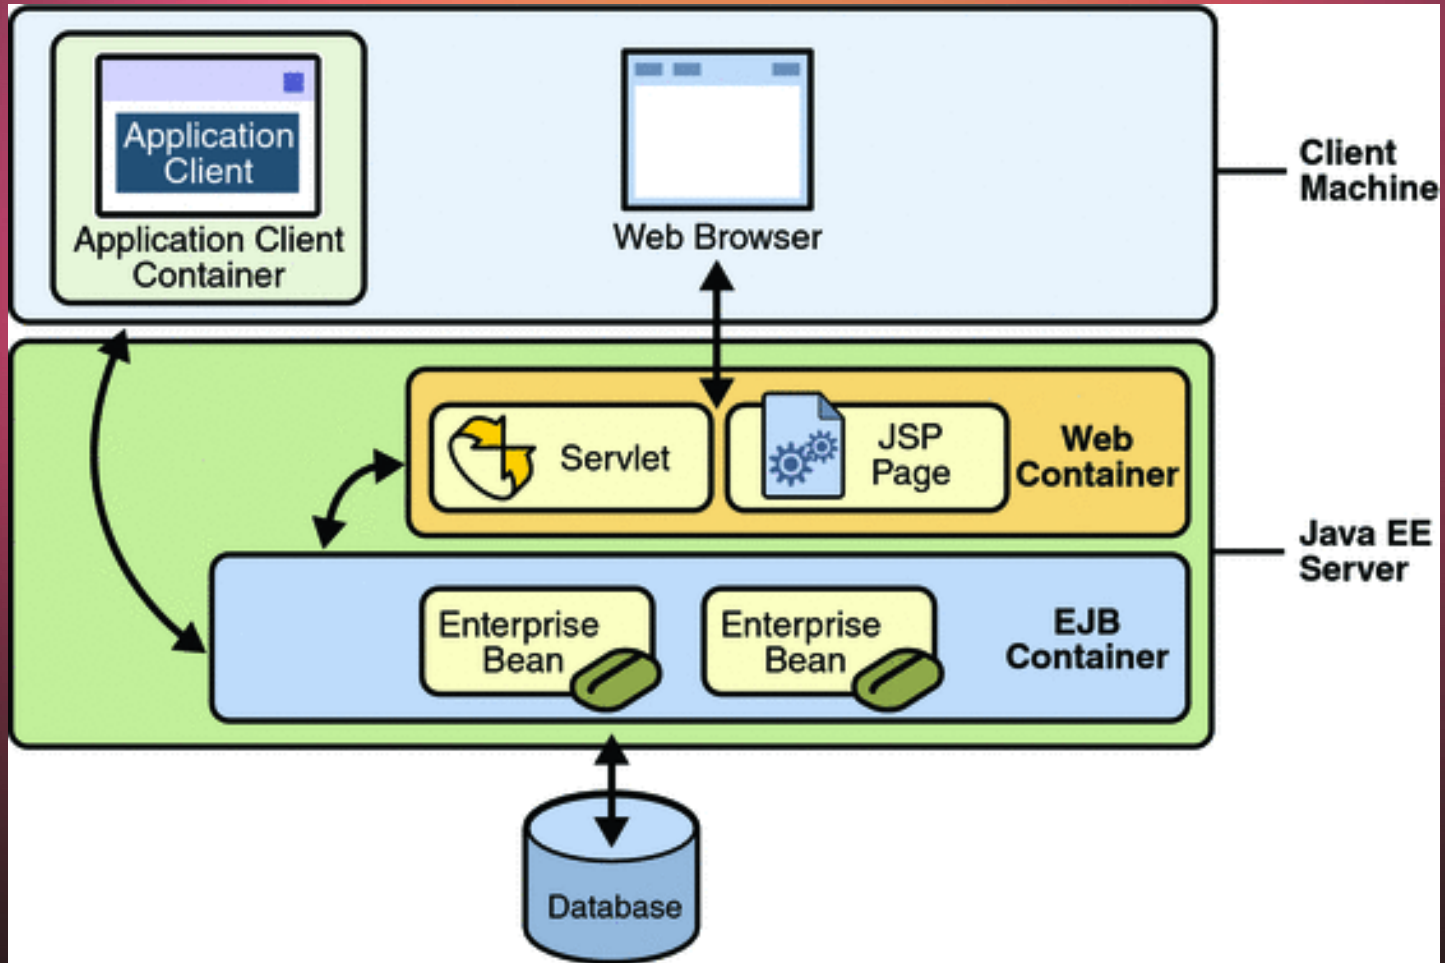 Application
Client
Application Client
Container
Web Browser
Client
Machine
Servlet
JSP
Page
Web
Container
Java EE
Server
Enterprise
Bean
Enterprise
Bean
EJB
Container
Database